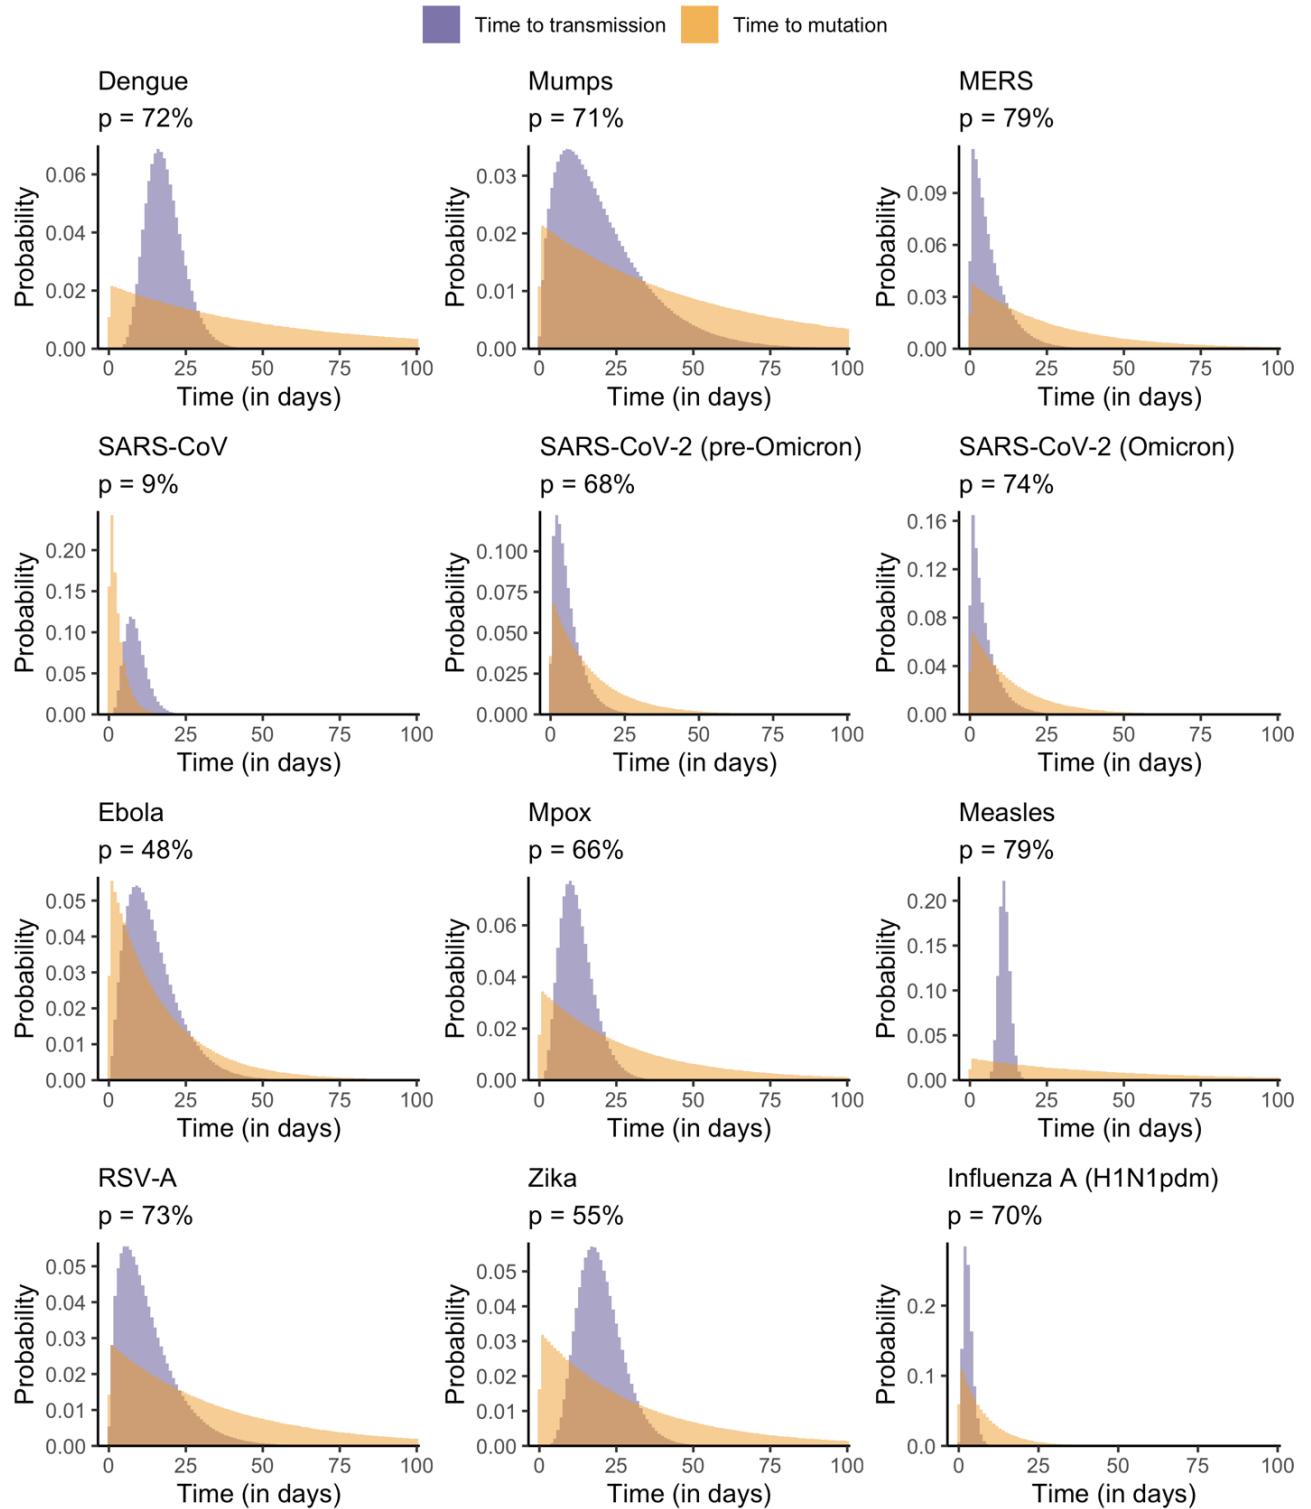 Time to transmission Time to mutation
Dengue
p = 72%
Probability
0.06
0.04
0.02
0.00
0 25 50 75 100
Time (in days)
Mumps
p = 71%
Probability
0.03
0.02
0.01
0.00
0 25 50 75 100
Time (in days)
MERS
p = 79%
Probability
0.09
0.06
0.03
0.00
0 25 50 75 100
Time (in days)
SARS-CoV
p = 9%
Probability
0.20
0.15
0.10
0.05
0.00
0 25 50 75 100
Time (in days)
SARS-CoV-2 (pre-Omicron)
p = 68%
Probability
0.100
0.075
0.050
0.025
0.000
0 25 50 75 100
Time (in days)
SARS-CoV-2 (Omicron)
p = 74%
Probability
0.16
0.12
0.08
0.04
0.00
0 25 50 75 100
Time (in days)
Ebola
p = 48%
Probability
0.05
0.04
0.03
0.02
0.01
0.00
0 25 50 75 100
Time (in days)
Mpox
p = 66%
Probability
0.06
0.04
0.02
0.00
0 25 50 75 100
Time (in days)
Measles
p = 79%
Probability
0.20
0.15
0.10
0.05
0.00
0 25 50 75 100
Time (in days)
RSV-A
p = 73%
Probability
0.05
0.04
0.03
0.02
0.01
0.00
0 25 50 75 100
Time (in days)
Zika
p = 55%
Probability
0.05
0.04
0.03
0.02
0.01
0.00
0 25 50 75 100
Time (in days)
Influenza A (H1N1pdm)
p = 70%
Probability
0.2
0.1
0.0
0 25 50 75 100
Time (in days)